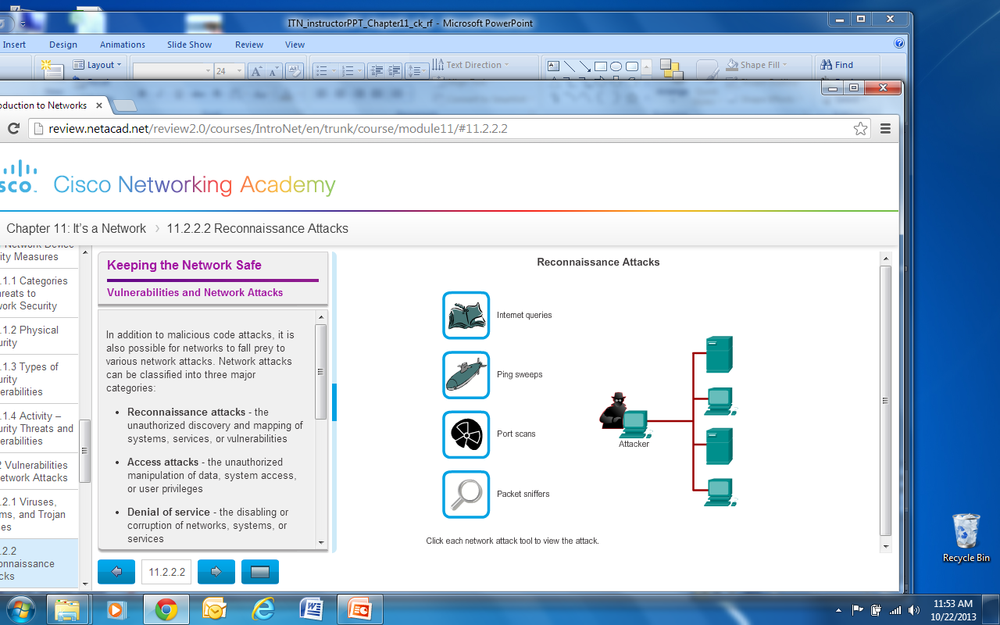 ITN_instructorPPT_Chapter11_ck_rf - Microsoft PowerPoint
Insert Design Animations Slide Show Review View
Layout
24
Text Direction
Shape Fill
Find
oduction to Networks
review.netacad.net/review2.0/courses/IntroNet/en/trunk/course/module11/#11.2.2.2
sco.
Cisco Networking Academy
Chapter 11: It's a Network › 11.2.2.2 Reconnaissance Attacks
Network Device
ity Measures
.1.1 Categories
reats to
work Security
.1.2 Physical
urity
.1.3 Types of
urity
erabilities
.1.4 Activity –
urity Threats and
erabilities
2 Vulnerabilities
etwork Attacks
.2.1 Viruses,
ms, and Trojan
ses
.2.2
onnaissance
cks
Keeping the Network Safe
Vulnerabilities and Network Attacks
In addition to malicious code attacks, it is
also possible for networks to fall prey to
various network attacks. Network attacks
can be classified into three major
categories:
• Reconnaissance attacks - the
unauthorized discovery and mapping of
systems, services, or vulnerabilities
• Access attacks - the unauthorized
manipulation of data, system access,
or user privileges
• Denial of service - the disabling or
corruption of networks, systems, or
services
11.2.2.2
Reconnaissance Attacks
Internet queries
Ping sweeps
Port scans
Packet sniffers
Attacker
Click each network attack tool to view the attack.
Recycle Bin
11:53 AM
10/22/2013